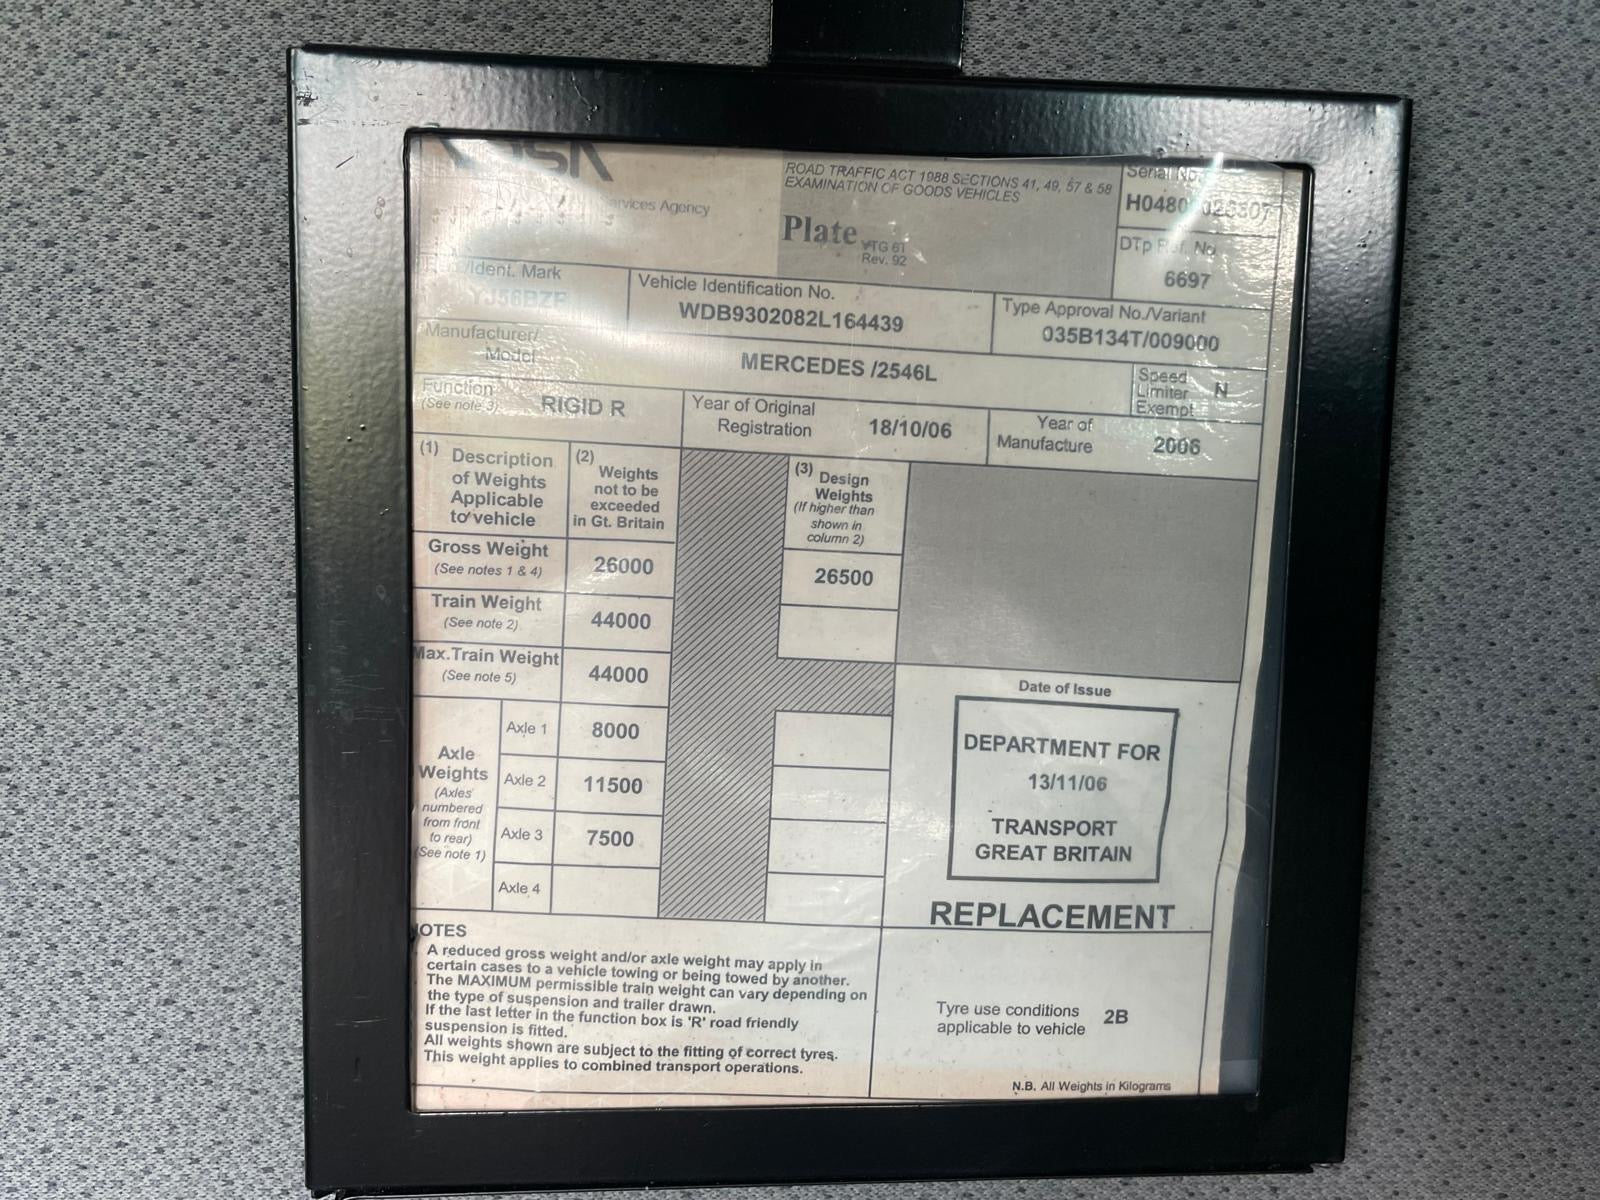 Services Agency
ROAD TRAFFIC ACT 1988 SECTIONS 41, 49, 57 & 58
EXAMINATION OF GOODS VEHICLES
Plate VTG 6T
Rev. 92
Serial No.
DTp Ref. No
6697
/Ident. Mark
Vehicle Identification No.
WDB9302082L164439
Type Approval No./Variant
035B134T/009000
Manufacturer/
Model
MERCEDES /2546L
Speed
Limiter
Exempt
N
Function
(See note 3)
RIGID R
Year of Original
Registration
18/10/06
Year of
Manufacture
2006
(1) Description
of Weights
Applicable
to vehicle
(2) Weights
not to be
exceeded
in Gt. Britain
(3) Design
Weights
(If higher than
shown in
column 2)
Gross Weight
(See notes 1 & 4)
26000
26500
Train Weight
(See note 2)
44000
Max.Train Weight
(See note 5)
44000
Axle
Weights
(Axles
numbered
from front
to rear)
(See note 1)
Axle 1
8000
Axle 2
11500
Axle 3
7500
Axle 4
Date of Issue
DEPARTMENT FOR
13/11/06
TRANSPORT
GREAT BRITAIN
REPLACEMENT
NOTES
A reduced gross weight and/or axle weight may apply in
certain cases to a vehicle towing or being towed by another.
The MAXIMUM permissible train weight can vary depending on
the type of suspension and trailer drawn.
If the last letter in the function box is 'R' road friendly
suspension is fitted.
All weights shown are subject to the fitting of correct tyres.
This weight applies to combined transport operations.
Tyre use conditions
applicable to vehicle
2B
N.B. All Weights in Kilograms